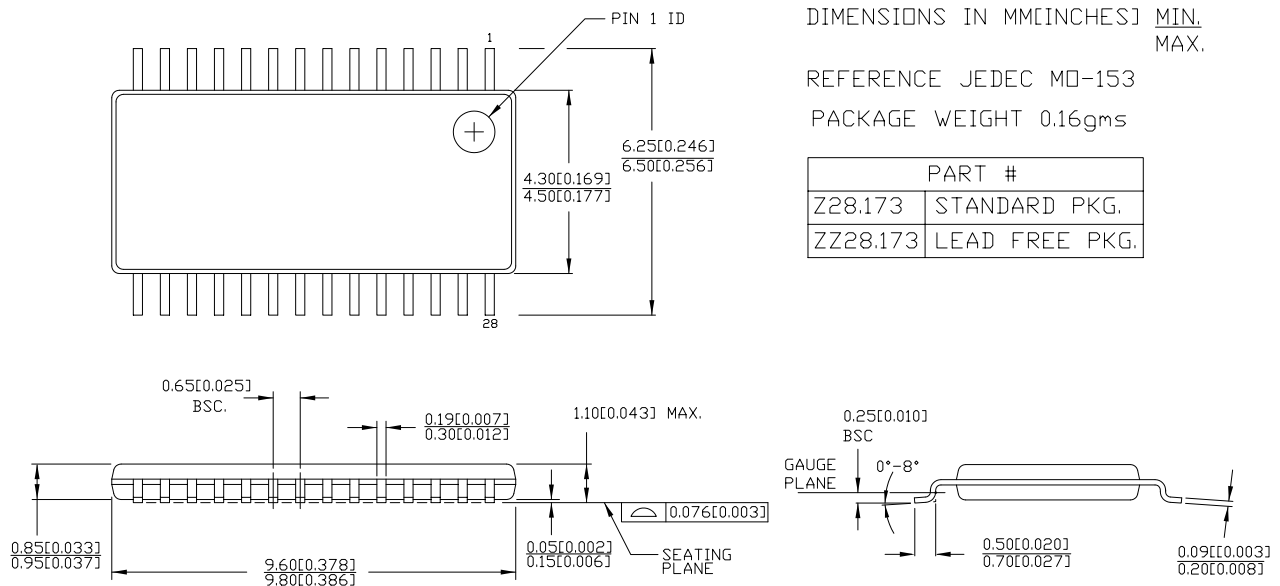 PIN 1 ID
1
DIMENSIONS IN MM[INCHES] MIN.
MAX.
REFERENCE JEDEC MO-153
PACKAGE WEIGHT 0.16gms
PART #
Z28.173 STANDARD PKG.
ZZ28.173 LEAD FREE PKG.
6.25[0.246]
6.50[0.256]
4.30[0.169]
4.50[0.177]
28
0.65[0.025]
BSC.
0.19[0.007]
0.30[0.012]
1.10[0.043] MAX.
0.076[0.003]
0.85[0.033]
0.95[0.037]
9.60[0.378]
9.80[0.386]
0.05[0.002]
0.15[0.006]
SEATING
PLANE
0.25[0.010]
BSC
GAUGE
PLANE
0°-8°
0.50[0.020]
0.70[0.027]
0.09[[0.003]
0.20[0.008]